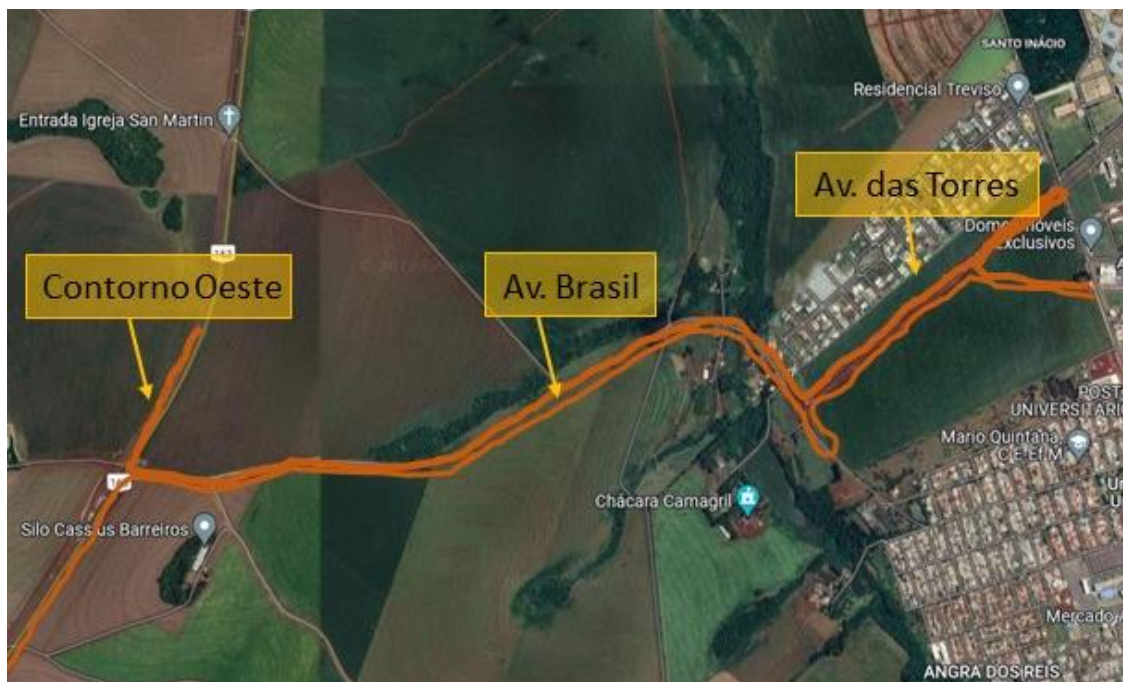 SANTO INÁCIO
Residencial Treviso
Entrada Igreja San Martin
Av. das Torres
Exclusivos
Contorno Oeste
Av. Brasil
UNIVERSITÁRIO
Mario Quintana,
C.E.Ef.M
Chácara Camagril
Silo Cassius Barreiros
Mercado
ANGRA DOS REIS